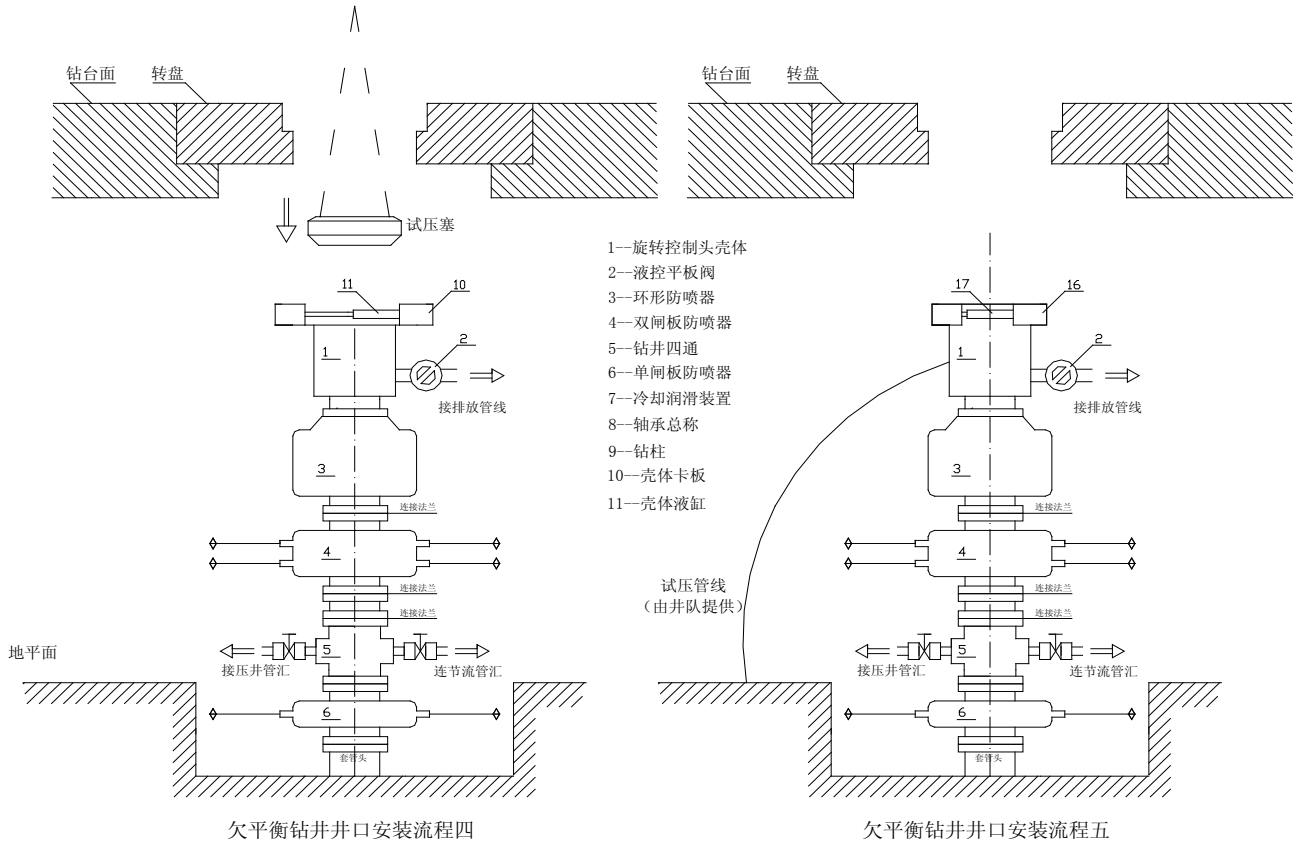 钻台面
转盘
试压塞
11
10
1
2
接排放管线
3
连接法兰
4
连接法兰
连接法兰
地平面
5
接压井管汇
连节流管汇
6
套管头
欠平衡钻井井口安装流程四
1--旋转控制头壳体
2--液控平板阀
3--环形防喷器
4--双闸板防喷器
5--钻井四通
6--单闸板防喷器
7--冷却润滑装置
8--轴承总称
9--钻柱
10--壳体卡板
11--壳体液缸
钻台面
转盘
17
16
1
2
接排放管线
3
连接法兰
4
连接法兰
连接法兰
试压管线
（由井队提供）
5
接压井管汇
连节流管汇
6
套管头
欠平衡钻井井口安装流程五